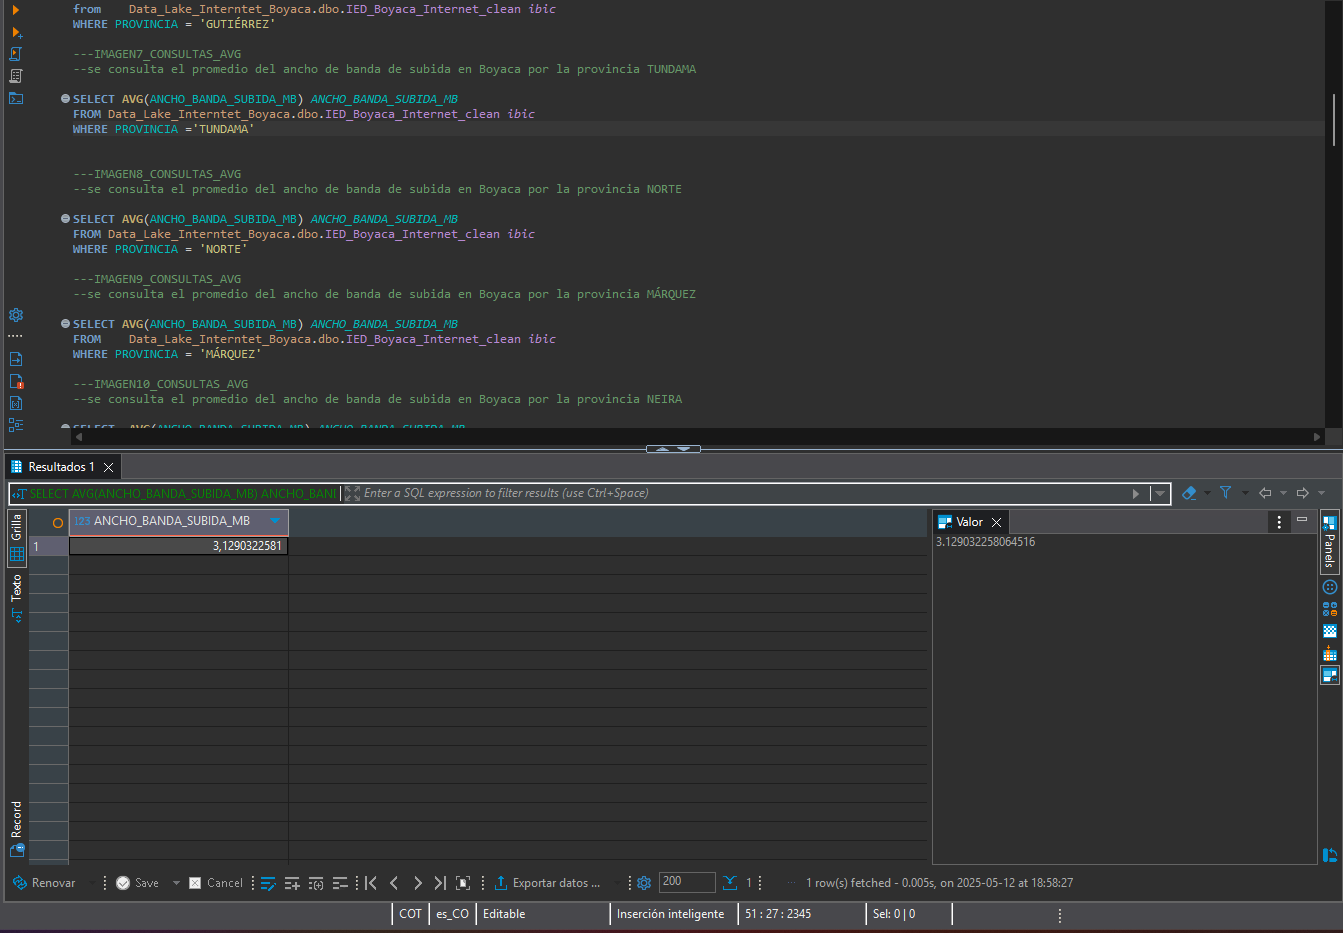 from    Data_Lake_Interntet_Boyaca.dbo.IED_Boyaca_Internet_clean ibic
WHERE PROVINCIA = 'GUTIÉRREZ'
---IMAGEN7_CONSULTAS_AVG
--se consulta el promedio del ancho de banda de subida en Boyaca por la provincia TUNDAMA
SELECT AVG(ANCHO_BANDA_SUBIDA_MB) ANCHO_BANDA_SUBIDA_MB
FROM Data_Lake_Interntet_Boyaca.dbo.IED_Boyaca_Internet_clean ibic
WHERE PROVINCIA ='TUNDAMA'
---IMAGEN8_CONSULTAS_AVG
--se consulta el promedio del ancho de banda de subida en Boyaca por la provincia NORTE
SELECT AVG(ANCHO_BANDA_SUBIDA_MB) ANCHO_BANDA_SUBIDA_MB
FROM Data_Lake_Interntet_Boyaca.dbo.IED_Boyaca_Internet_clean ibic
WHERE PROVINCIA = 'NORTE'
---IMAGEN9_CONSULTAS_AVG
--se consulta el promedio del ancho de banda de subida en Boyaca por la provincia MÁRQUEZ
SELECT AVG(ANCHO_BANDA_SUBIDA_MB) ANCHO_BANDA_SUBIDA_MB
FROM    Data_Lake_Interntet_Boyaca.dbo.IED_Boyaca_Internet_clean ibic
WHERE PROVINCIA = 'MÁRQUEZ'
---IMAGEN10_CONSULTAS_AVG
--se consulta el promedio del ancho de banda de subida en Boyaca por la provincia NEIRA
SELECT  AVG(ANCHO_BANDA_SUBIDA_MB) ANCHO_BANDA_SUBIDA_MB
Resultados 1
SELECT AVG(ANCHO_BANDA_SUBIDA_MB) ANCHO_BAND
Enter a SQL expression to filter results (use Ctrl+Space)
Grilla
Texto
Record
123 ANCHO_BANDA_SUBIDA_MB
1
3,1290322581
Valor
3.129032258064516
Panels
Renovar
Save
Cancel
Exportar datos ...
200
1
1 row(s) fetched - 0.005s, on 2025-05-12 at 18:58:27
COT
es_CO
Editable
Inserción inteligente
51 : 27 : 2345
Sel: 0 | 0